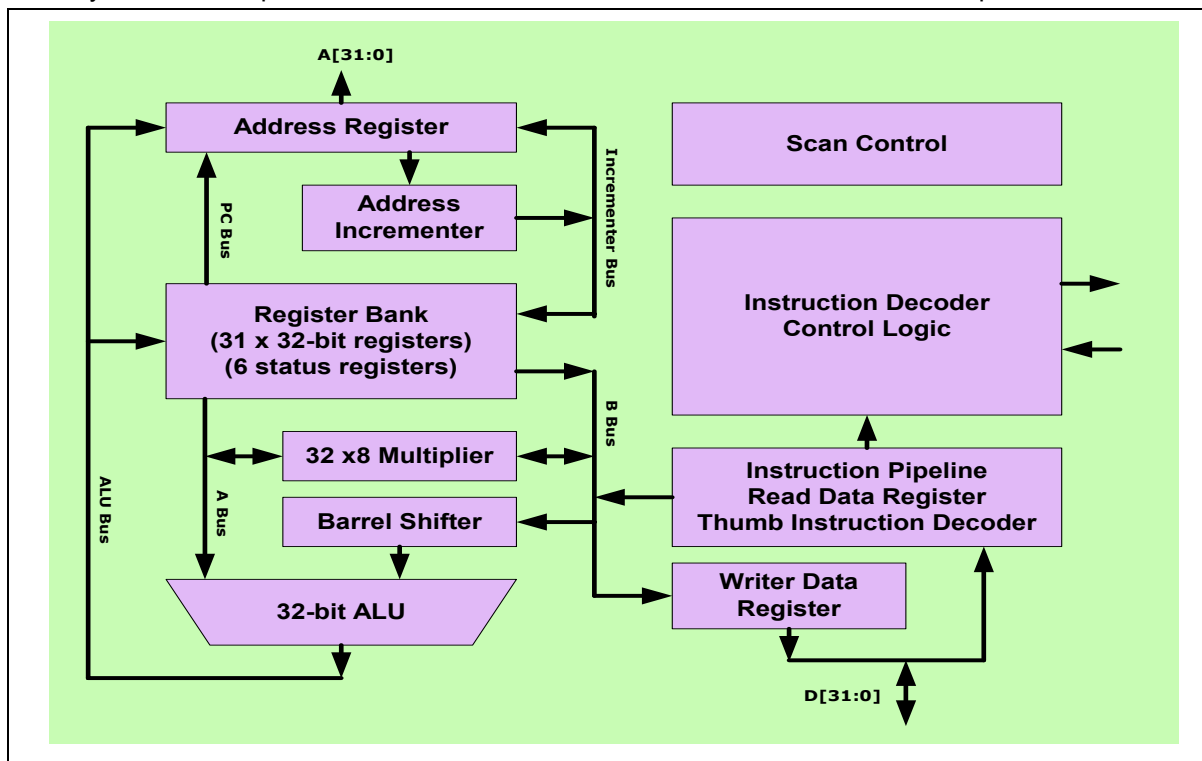 A[31:0]
Address Register
Scan Control
Incrementer Bus
PC Bus
Address
Incrementer
Register Bank
(31 x 32-bit registers)
(6 status registers)
Instruction Decoder
Control Logic
B Bus
32 x8 Multiplier
Instruction Pipeline
Read Data Register
Thumb Instruction Decoder
ALU Bus
A Bus
Barrel Shifter
Writer Data
Register
32-bit ALU
D[31:0]